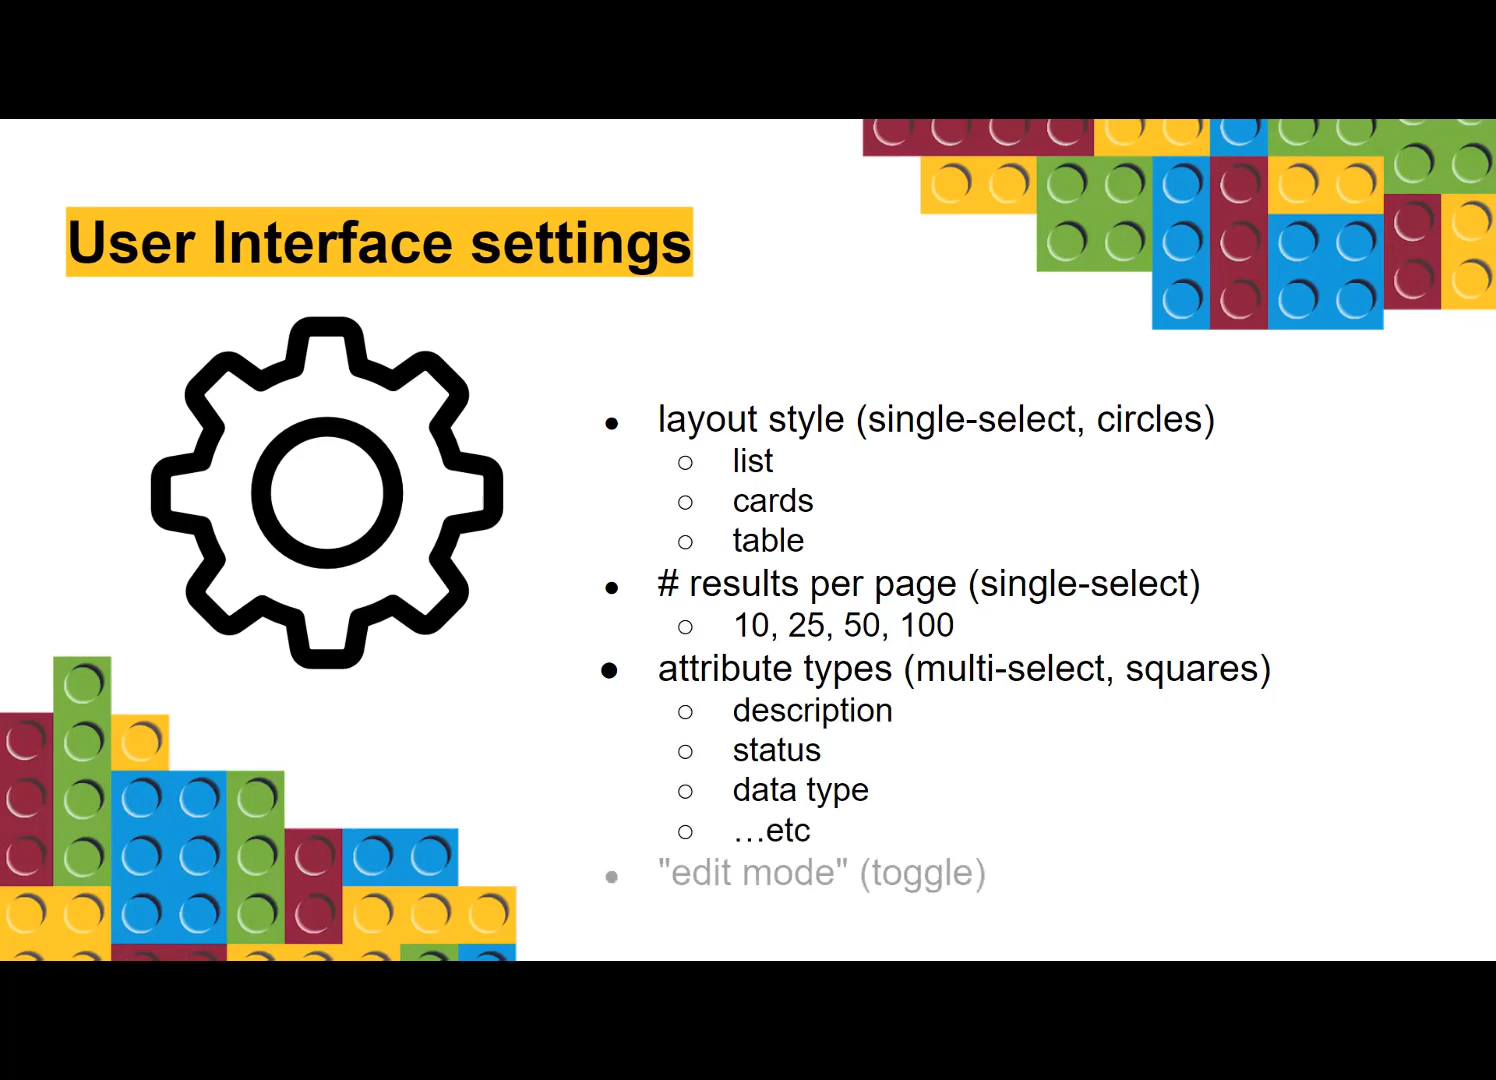 User Interface settings
● layout style (single-select, circles)
○ list
○ cards
○ table
● # results per page (single-select)
○ 10, 25, 50, 100
● attribute types (multi-select, squares)
○ description
○ status
○ data type
○ …etc
● "edit mode" (toggle)